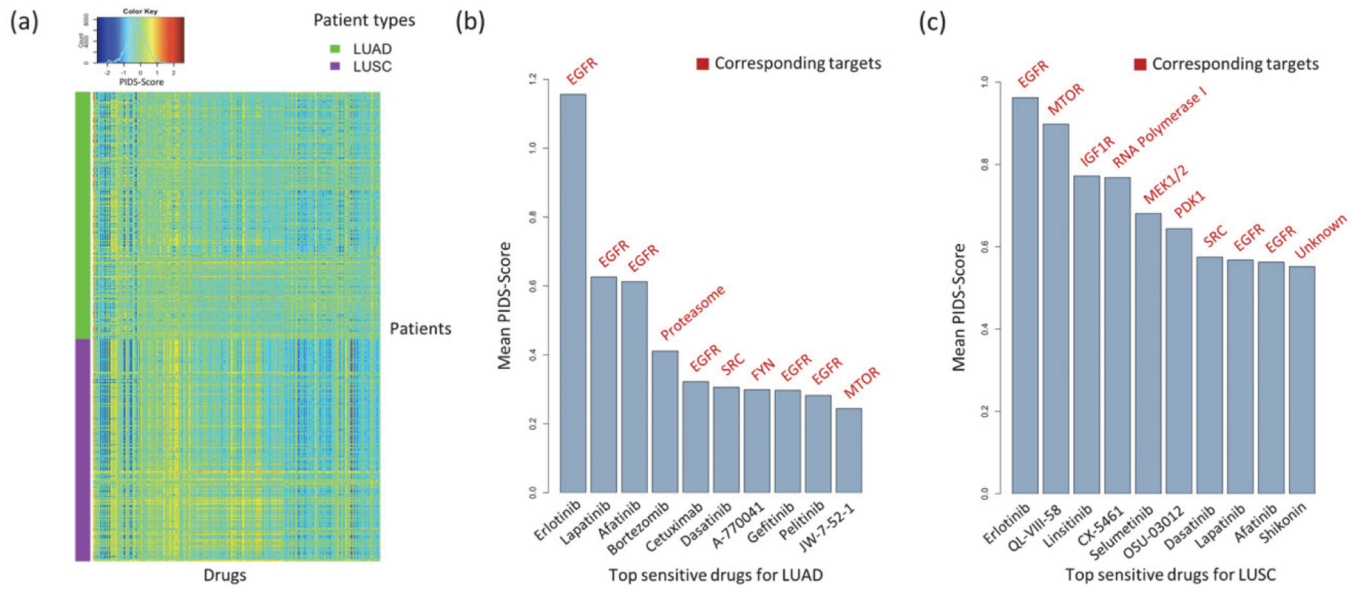 (a)
Color Key
Count
0 4000 8000
-2 -1 0 1 2
PIDS-Score
Patient types
LUAD
LUSC
Patients
Drugs
(b)
Corresponding targets
Mean PIDS-Score
1.2
1.0
0.8
0.6
0.4
0.2
0.0
EGFR
EGFR
EGFR
Proteasome
EGFR
SRC
FYN
EGFR
EGFR
MTOR
Erlotinib
Lapatinib
Afatinib
Bortezomib
Cetuximab
Dasatinib
A-770041
Gefitinib
Pelitinib
JW-7-52-1
Top sensitive drugs for LUAD
(c)
Corresponding targets
Mean PIDS-Score
1.0
0.8
0.6
0.4
0.2
0.0
EGFR
MTOR
IGF1R
RNA Polymerase I
MEK1/2
PDK1
SRC
EGFR
EGFR
Unknown
Erlotinib
QL-VIII-58
Linsitinib
CX-5461
Selumetinib
OSU-03012
Dasatinib
Lapatinib
Afatinib
Shikonin
Top sensitive drugs for LUSC